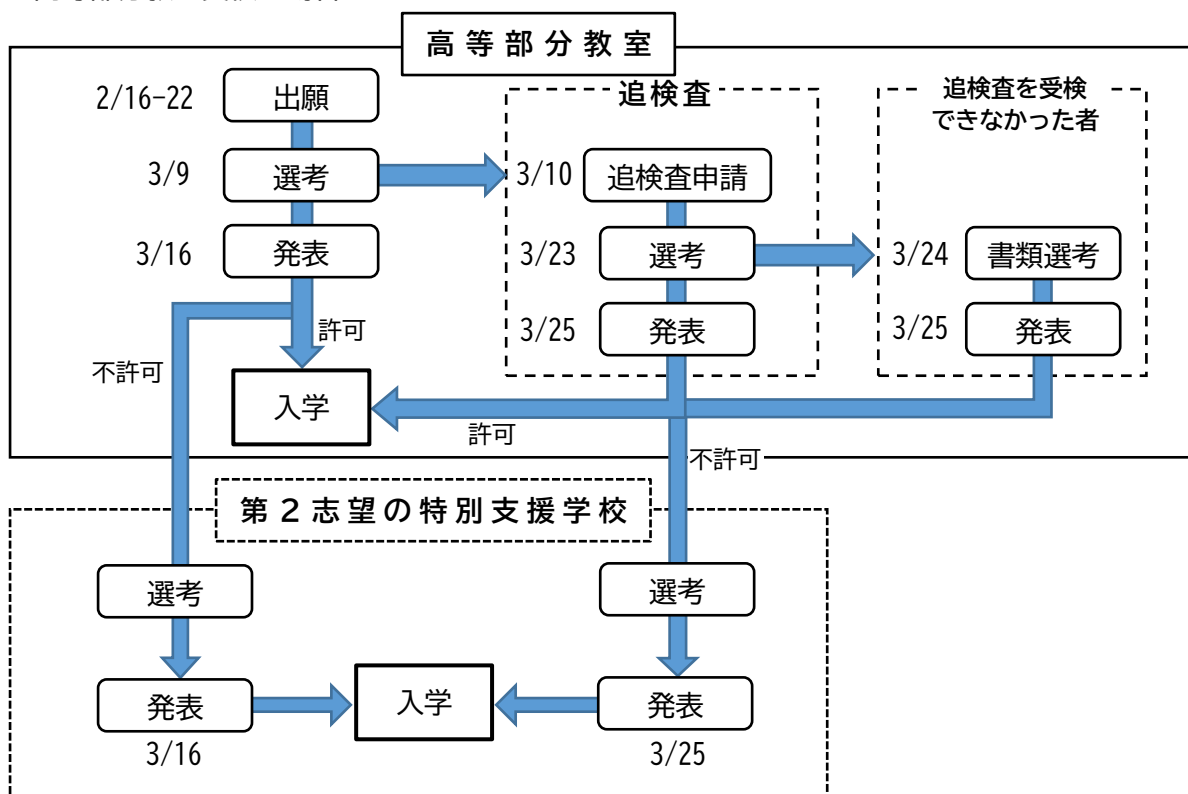 高等部分教室
2/16-22
出願
3/9
選考
3/16
発表
許可
不許可
入学
追検査
3/10
追検査申請
3/23
選考
3/25
発表
追検査を受検
できなかった者
3/24
書類選考
3/25
発表
許可
不許可
第2志望の特別支援学校
選考
発表
3/16
入学
選考
発表
3/25